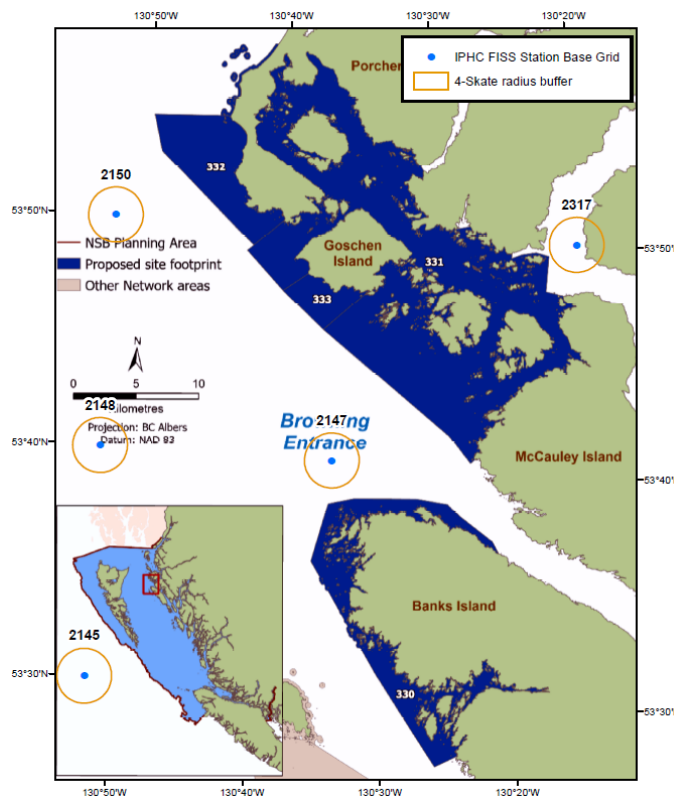 130°50'W
130°40'W
130°30'W
130°20'W
IPHC FISS Station Base Grid
4-Skate radius buffer
Porcher
332
2150
2317
53°50'N
53°50'N
NSB Planning Area
Proposed site footprint
Other Network areas
Goschen
Island
331
333
N
0 5 10
2148
Kilometres
Projection: BC Albers
Datum: NAD 83
2147
Entrance
53°40'N
53°40'N
McCauley Island
Banks Island
2145
53°30'N
53°30'N
330
130°50'W
130°40'W
130°30'W
130°20'W